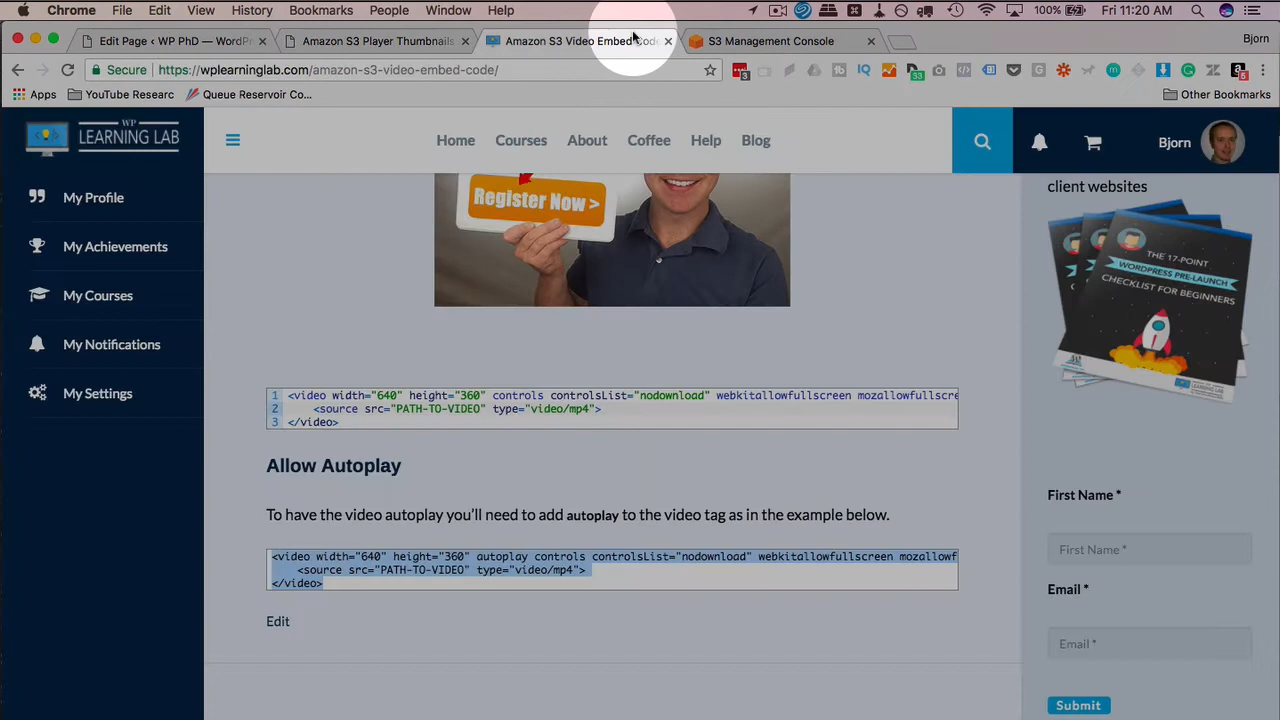 Chrome File Edit View History Bookmarks People Window Help 100% Fri 11:20 AM
Edit Page ‹ WP PhD — WordPr
Amazon S3 Player Thumbnails
Amazon S3 Video Embed Code
S3 Management Console
Bjorn
Secure https://wplearninglab.com/amazon-s3-video-embed-code/
Apps YouTube Researc Queue Reservoir Co... Other Bookmarks
WP
LEARNING LAB
Home Courses About Coffee Help Blog
Bjorn
My Profile
My Achievements
My Courses
My Notifications
My Settings
Register Now >
client websites
THE 17-POINT
WORDPRESS PRE-LAUNCH
CHECKLIST FOR BEGINNERS
1 <video width="640" height="360" controls controlsList="nodownload" webkitallowfullscreen mozallowfullscre
2 <source src="PATH-TO-VIDEO" type="video/mp4">
3 </video>
Allow Autoplay
To have the video autoplay you'll need to add autoplay to the video tag as in the example below.
<video width="640" height="360" autoplay controls controlsList="nodownload" webkitallowfullscreen mozallowf
<source src="PATH-TO-VIDEO" type="video/mp4">
</video>
Edit
First Name *
First Name *
Email *
Email *
Submit